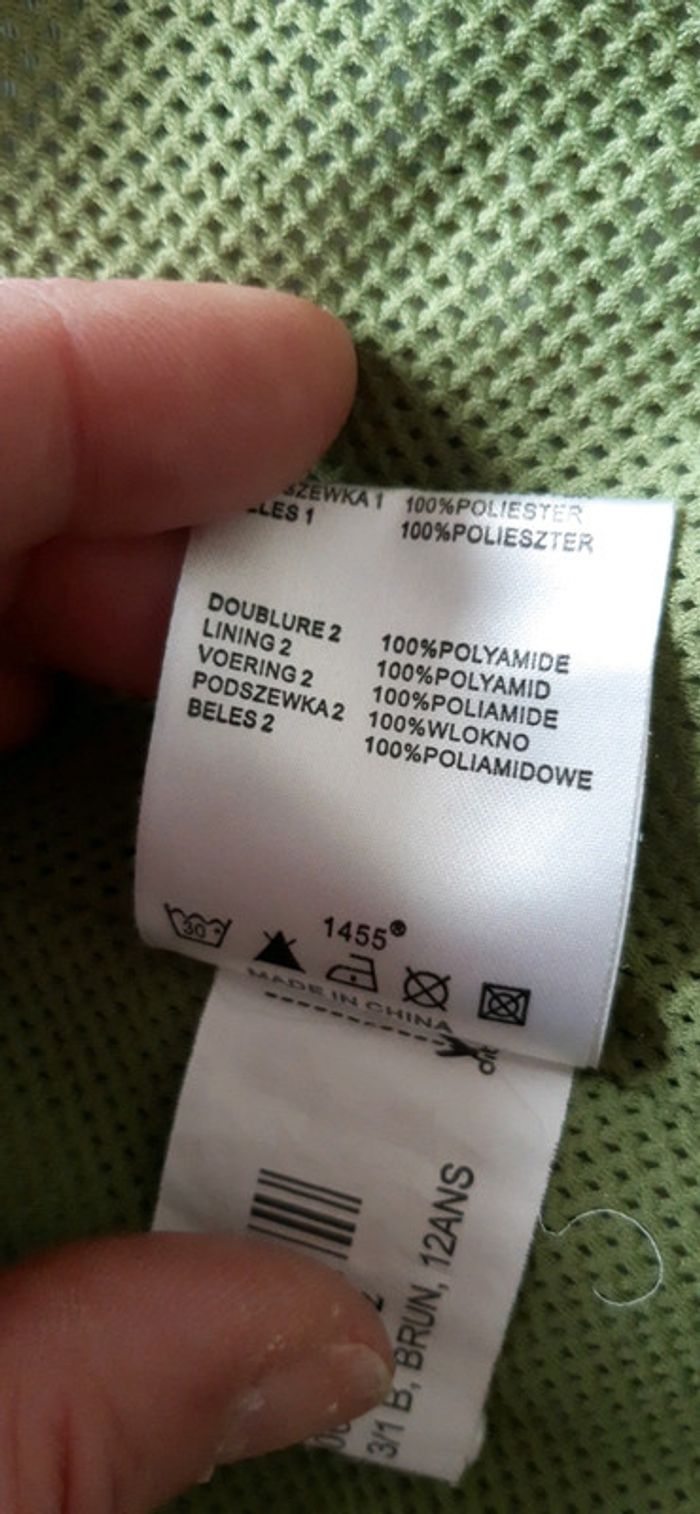 SZEWKA 1 100%POLIESTER
LES 1 100%POLIESZTER
DOUBLURE 2 100%POLYAMIDE
LINING 2 100%POLYAMID
VOERING 2 100%POLIAMIDE
PODSZEWKA 2 100%WLOKNO
BELES 2 100%POLIAMIDOWE
30
1455®
MADE IN CHINA
3/1 B, BRUN, 12ANS